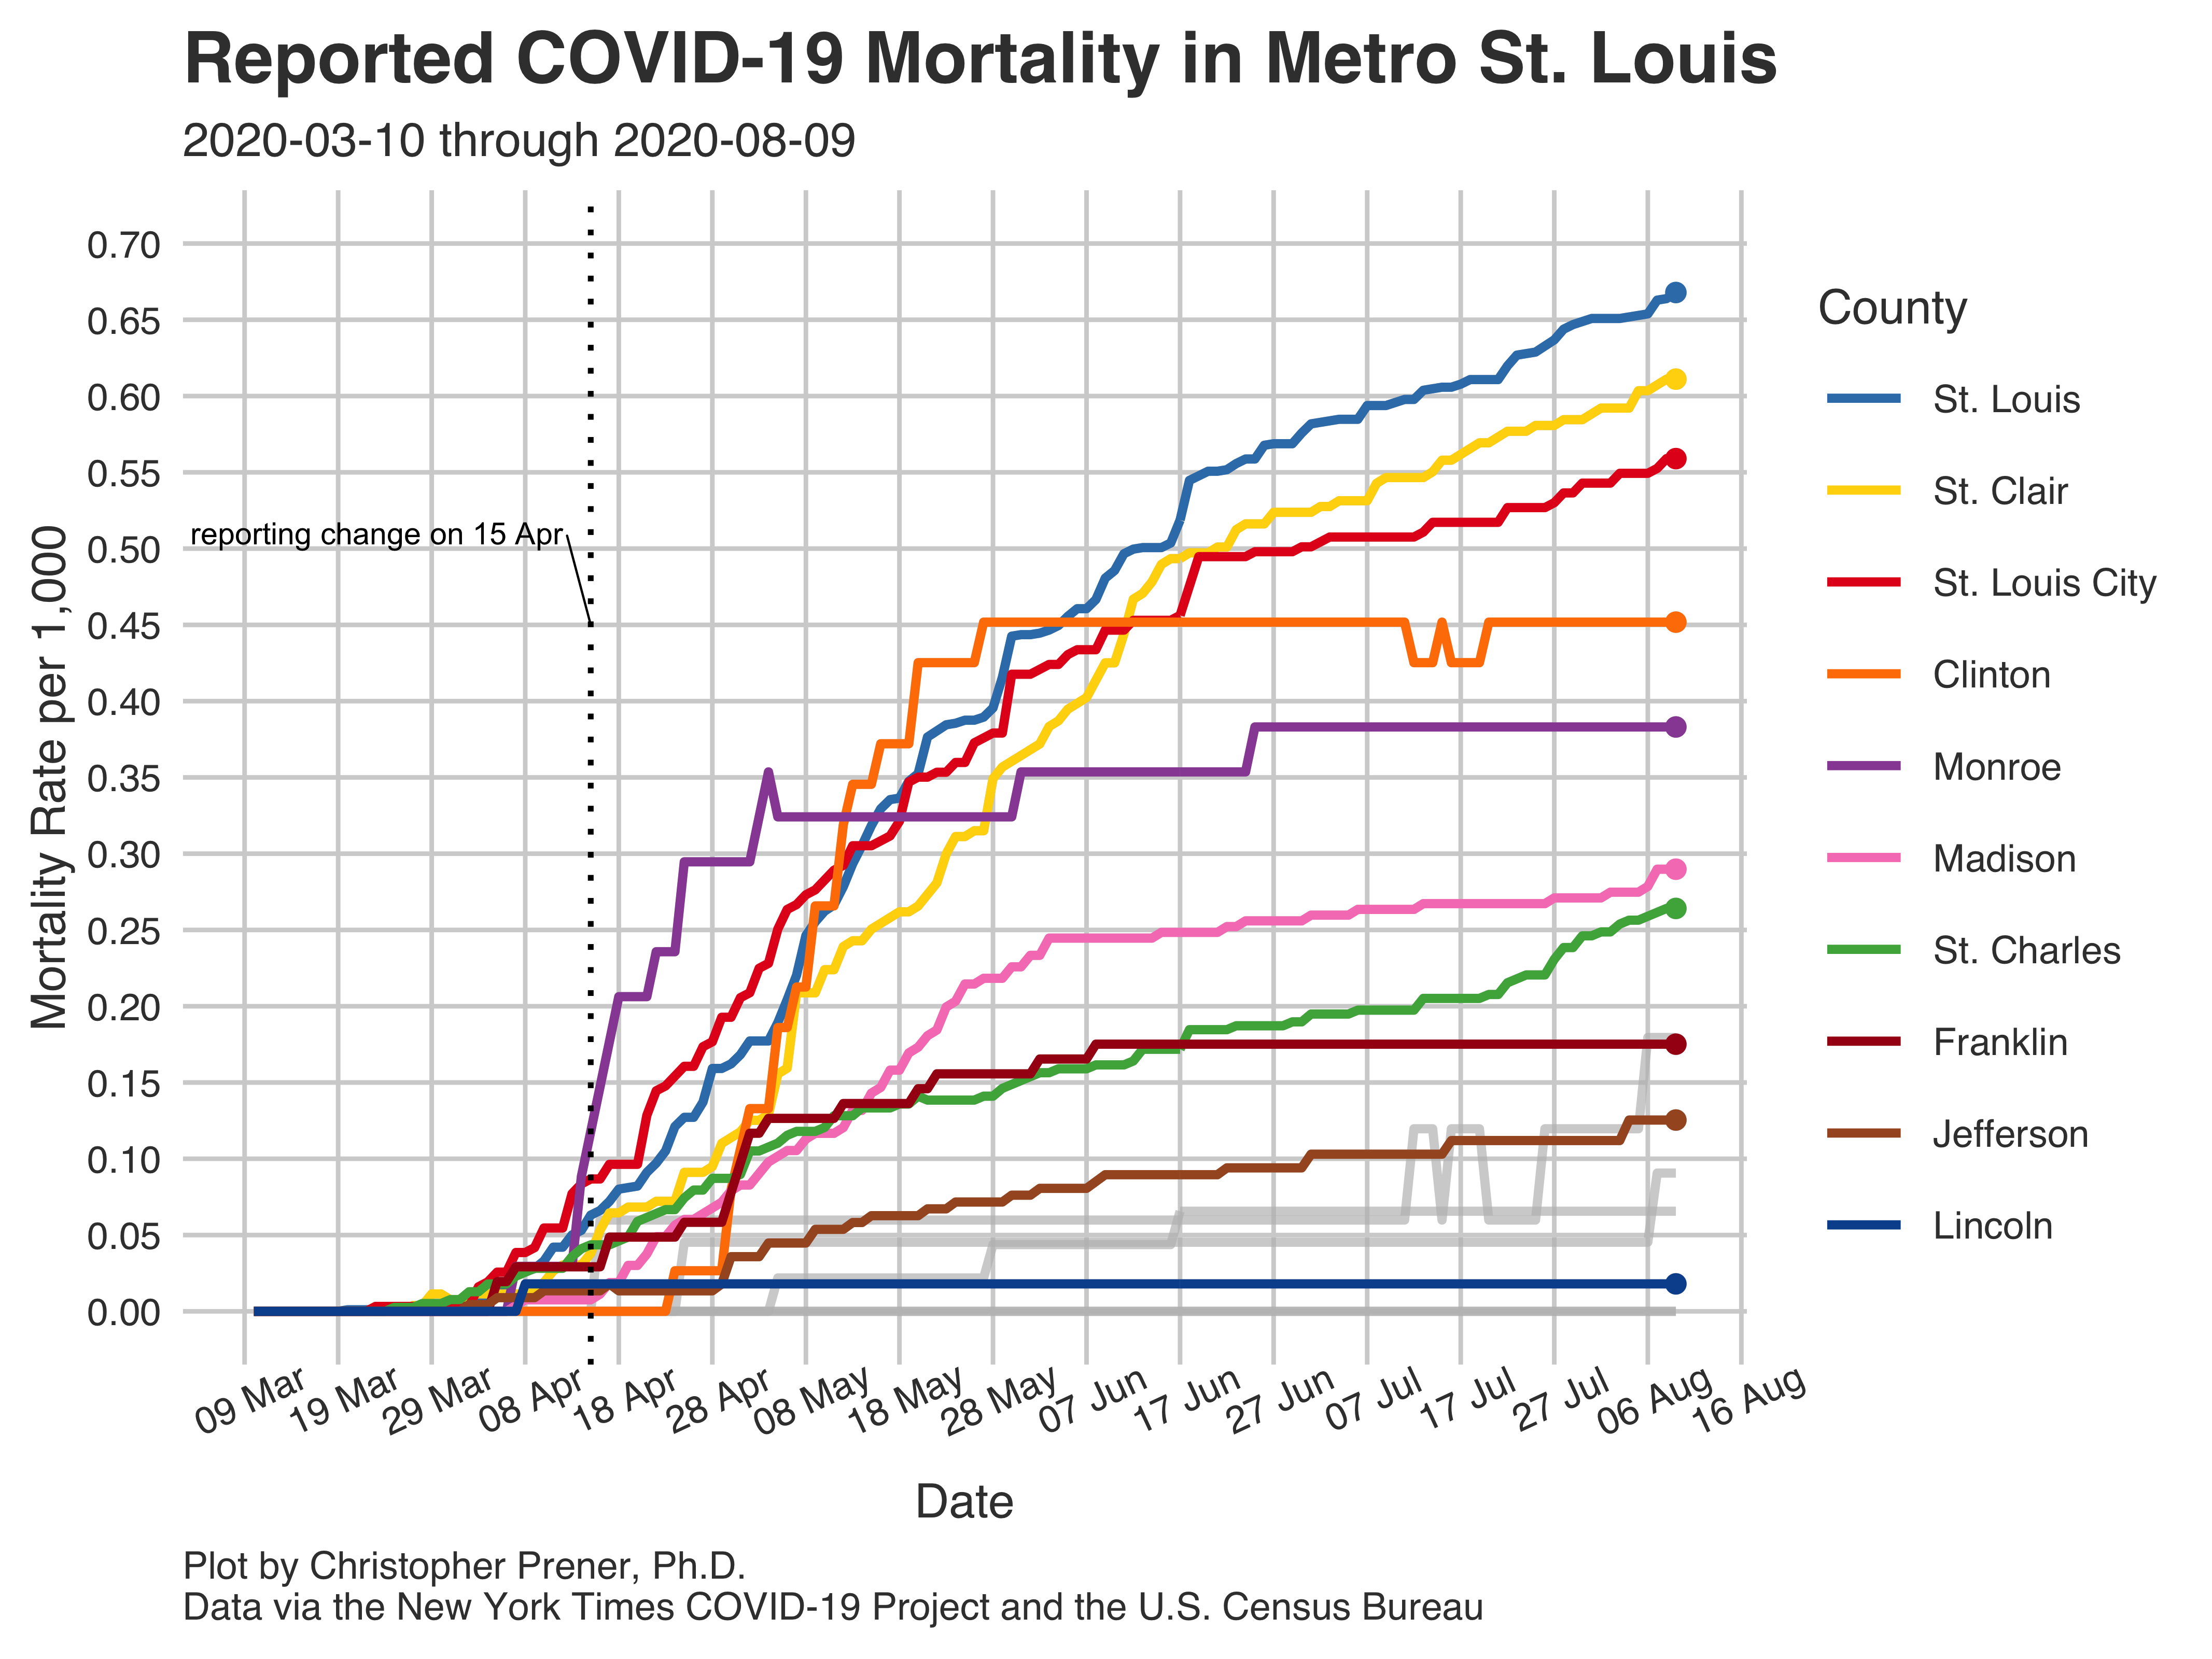 Reported COVID-19 Mortality in Metro St. Louis
2020-03-10 through 2020-08-09
Mortality Rate per 1,000
0.70
0.65
0.60
0.55
0.50
0.45
0.40
0.35
0.30
0.25
0.20
0.15
0.10
0.05
0.00
reporting change on 15 Apr
09 Mar
19 Mar
29 Mar
08 Apr
18 Apr
28 Apr
08 May
18 May
28 May
07 Jun
17 Jun
27 Jun
07 Jul
17 Jul
27 Jul
06 Aug
16 Aug
Date
County
St. Louis
St. Clair
St. Louis City
Clinton
Monroe
Madison
St. Charles
Franklin
Jefferson
Lincoln
Plot by Christopher Prener, Ph.D.
Data via the New York Times COVID-19 Project and the U.S. Census Bureau